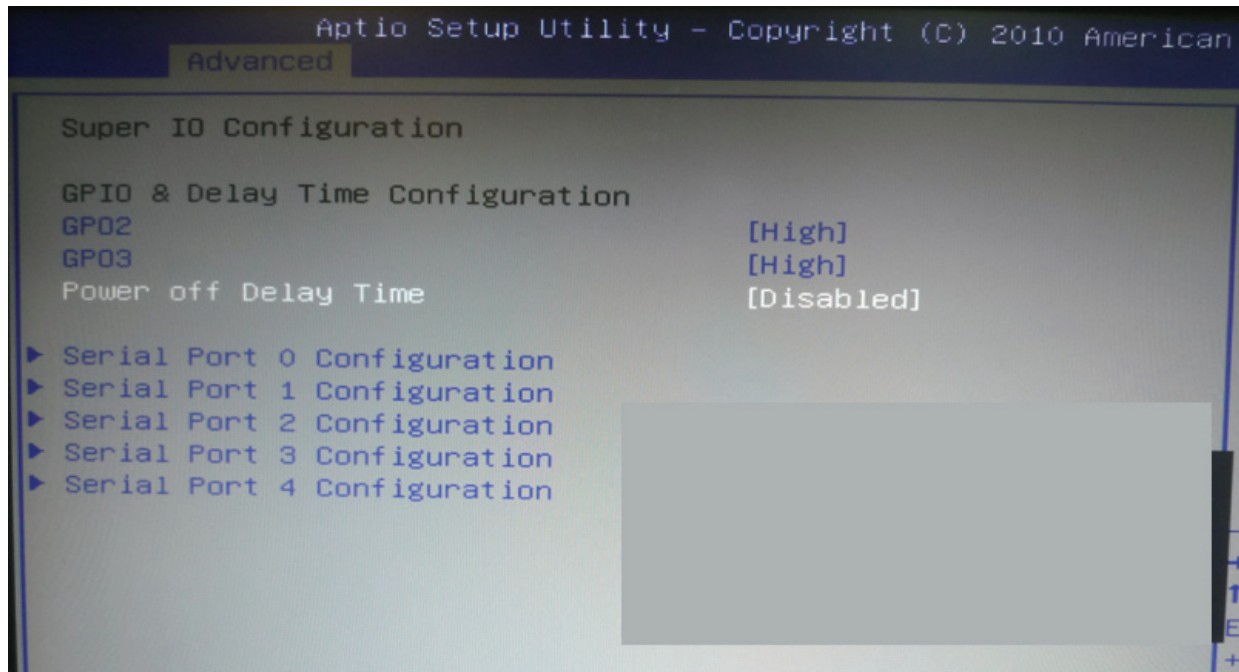 Aptio Setup Utility – Copyright (C) 2010 American
Advanced
Super IO Configuration
GPIO & Delay Time Configuration
GPO2 [High]
GPO3 [High]
Power off Delay Time [Disabled]
Serial Port 0 Configuration
Serial Port 1 Configuration
Serial Port 2 Configuration
Serial Port 3 Configuration
Serial Port 4 Configuration
E
+